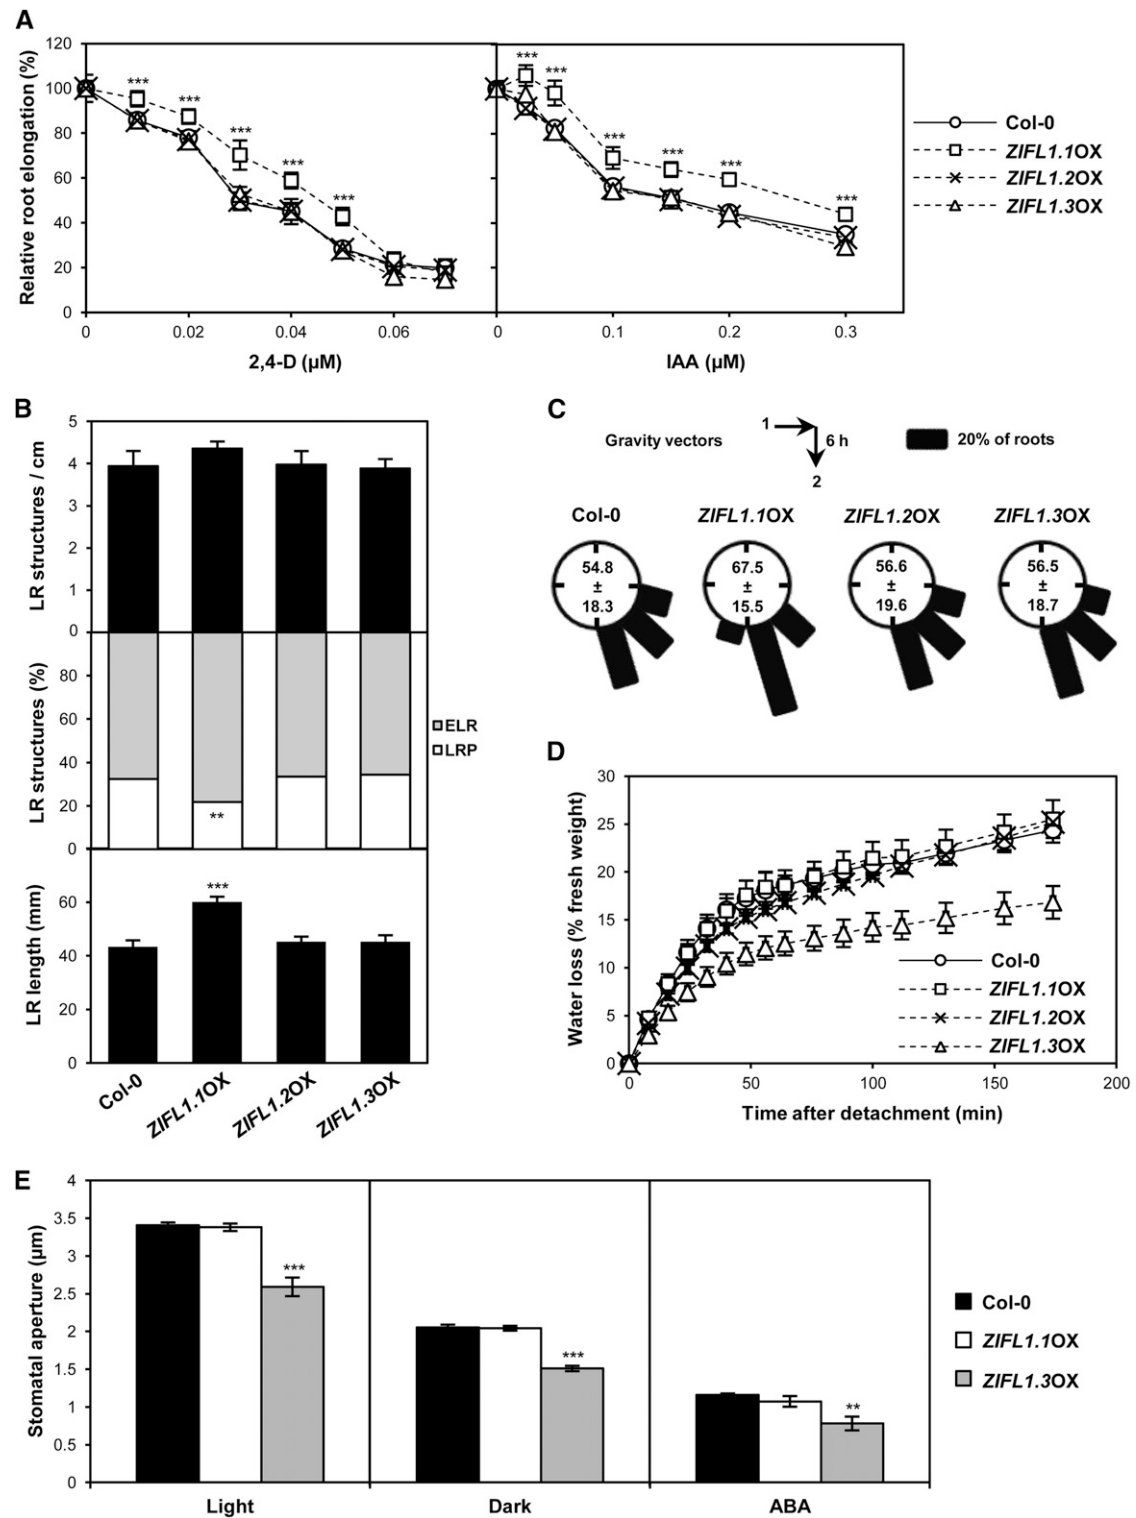 A
Relative root elongation (%)
120
100
80
60
40
20
0
*** *** *** *** ***
*** *** *** *** *** ***
0 0.02 0.04 0.06
2,4-D (µM)
0 0.1 0.2 0.3
IAA (µM)
Col-0
ZIFL1.1OX
ZIFL1.2OX
ZIFL1.3OX
B
LR structures / cm
5
4
3
2
1
0
LR structures (%)
80
60
40
20
0
**
ELR
LRP
LR length (mm)
60
40
20
0
***
Col-0
ZIFL1.1OX
ZIFL1.2OX
ZIFL1.3OX
C
Gravity vectors
1
6 h
2
20% of roots
Col-0 ZIFL1.1OX ZIFL1.2OX ZIFL1.3OX
54.8 67.5 56.6 56.5
± ± ± ±
18.3 15.5 19.6 18.7
D
Water loss (% fresh weight)
30
25
20
15
10
5
0
0 50 100 150 200
Time after detachment (min)
Col-0
ZIFL1.1OX
ZIFL1.2OX
ZIFL1.3OX
E
Stomatal aperture (µm)
4
3.5
3
2.5
2
1.5
1
0.5
0
***
***
**
Light Dark ABA
Col-0
ZIFL1.1OX
ZIFL1.3OX